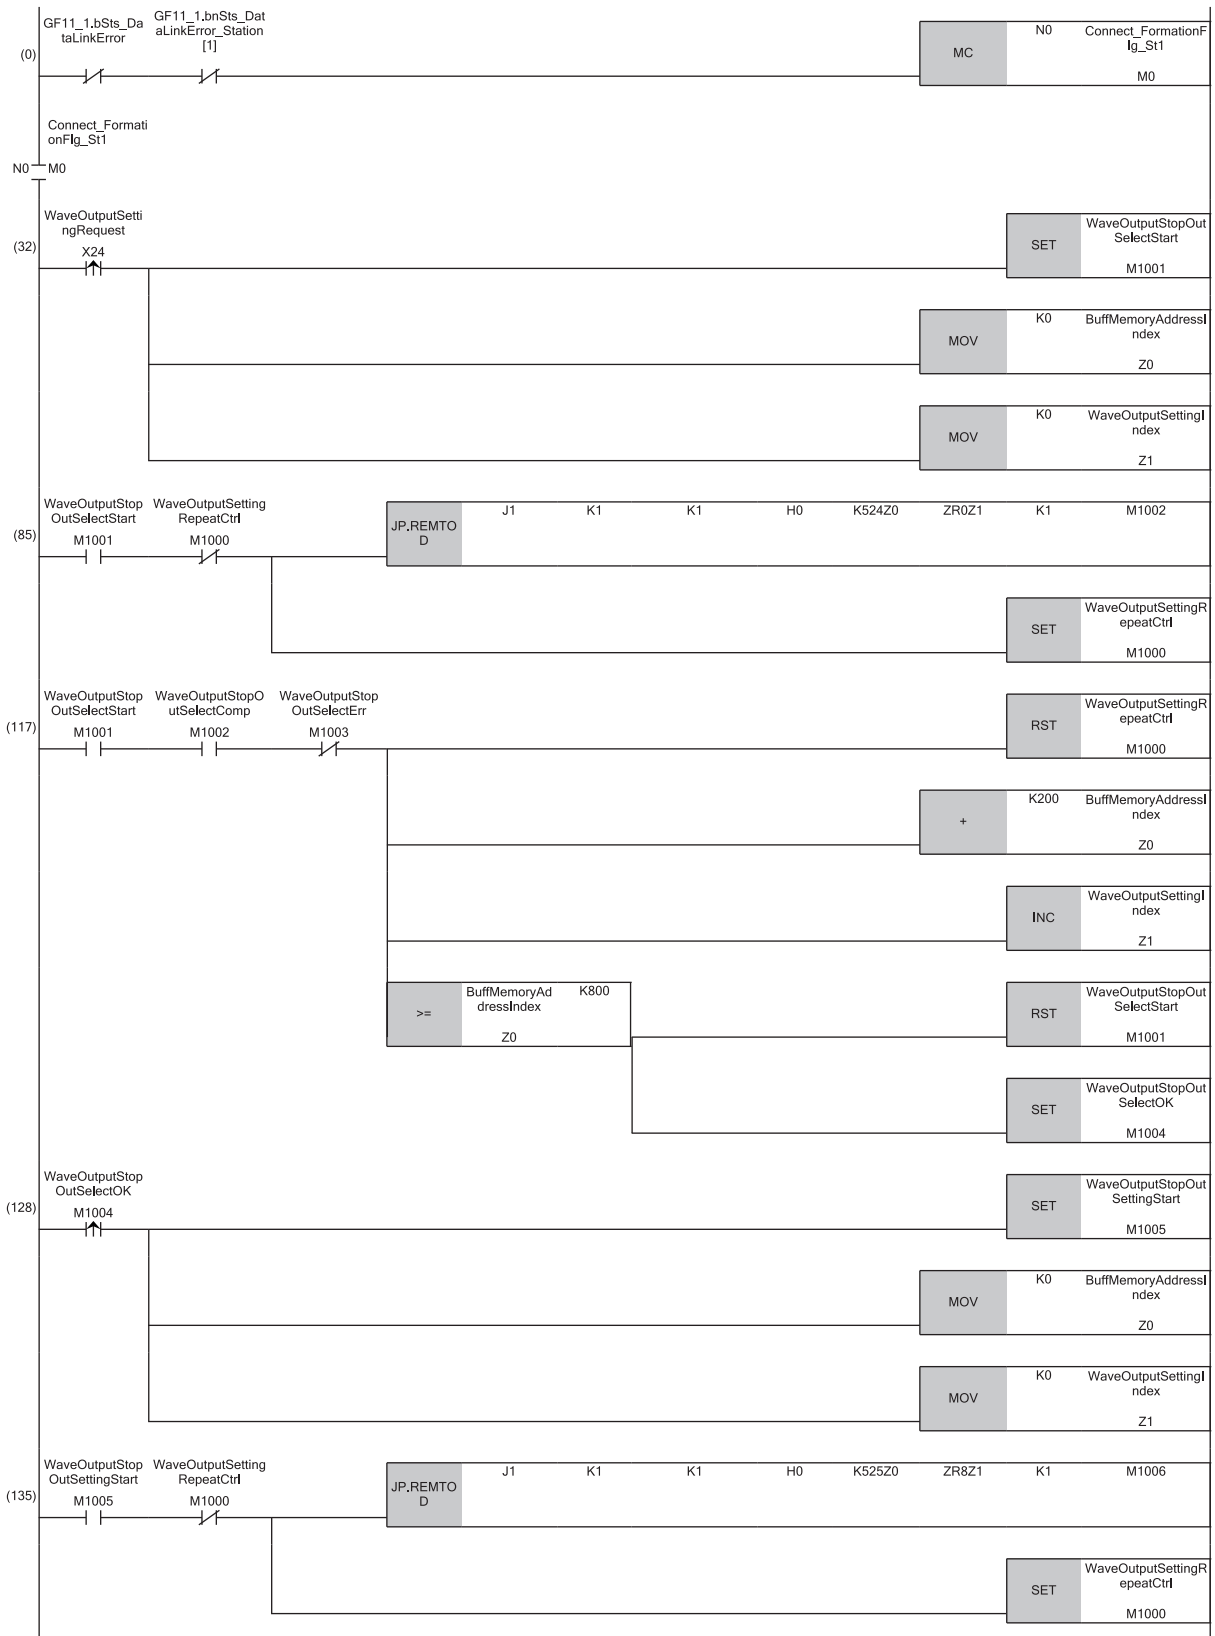 GF11_1.bSts_Da
taLinkError
GF11_1.bnSts_Dat
aLinkError_Station
[1]
(0)
MC
N0
Connect_FormationF
lg_St1
M0
Connect_Formati
onFlg_St1
N0
M0
WaveOutputSetti
ngRequest
(32)
X24
SET
WaveOutputStopOut
SelectStart
M1001
MOV
K0
BuffMemoryAddressI
ndex
Z0
MOV
K0
WaveOutputSettingI
ndex
Z1
WaveOutputStop
OutSelectStart
WaveOutputSetting
RepeatCtrl
(85)
M1001
M1000
JP.REMTO
D
J1
K1
K1
H0
K524Z0
ZR0Z1
K1
M1002
SET
WaveOutputSettingR
epeatCtrl
M1000
WaveOutputStop
OutSelectStart
WaveOutputStopO
utSelectComp
WaveOutputStop
OutSelectErr
(117)
M1001
M1002
M1003
RST
WaveOutputSettingR
epeatCtrl
M1000
+
K200
BuffMemoryAddressI
ndex
Z0
INC
WaveOutputSettingI
ndex
Z1
>=
BuffMemoryAd
dressIndex
Z0
K800
RST
WaveOutputStopOut
SelectStart
M1001
SET
WaveOutputStopOut
SelectOK
M1004
WaveOutputStop
OutSelectOK
(128)
M1004
SET
WaveOutputStopOut
SettingStart
M1005
MOV
K0
BuffMemoryAddressI
ndex
Z0
MOV
K0
WaveOutputSettingI
ndex
Z1
WaveOutputStop
OutSettingStart
WaveOutputSetting
RepeatCtrl
(135)
M1005
M1000
JP.REMTO
D
J1
K1
K1
H0
K525Z0
ZR8Z1
K1
M1006
SET
WaveOutputSettingR
epeatCtrl
M1000